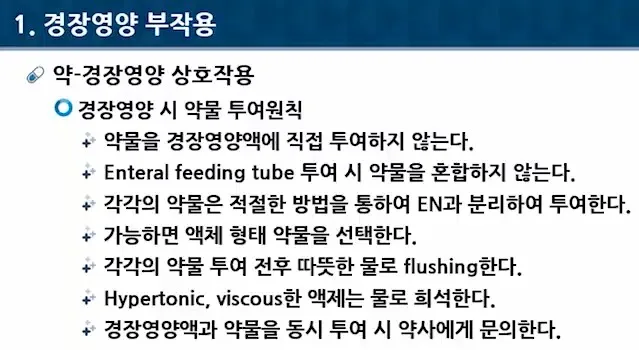 1. 경장영양 부작용
약-경장영양 상호작용
경장영양 시 약물 투여원칙
약물을 경장영양액에 직접 투여하지 않는다.
Enteral feeding tube 투여 시 약물을 혼합하지 않는다.
각각의 약물은 적절한 방법을 통하여 EN과 분리하여 투여한다.
가능하면 액체 형태 약물을 선택한다.
각각의 약물 투여 전후 따뜻한 물로 flushing한다.
Hypertonic, viscous한 액제는 물로 희석한다.
경장영양액과 약물을 동시 투여 시 약사에게 문의한다.